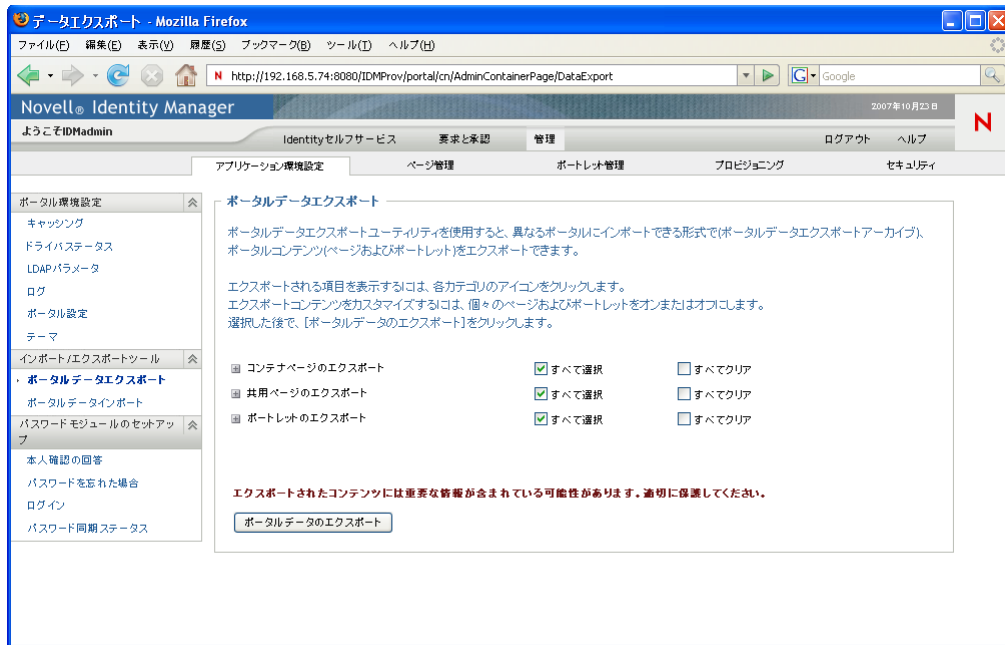 データエクスポート - Mozilla Firefox
ファイル(F) 編集(E) 表示(V) 履歴(S) ブックマーク(B) ツール(T) ヘルプ(H)
N http://192.168.5.74:8080/IDMProv/portal/cn/AdminContainerPage/DataExport
G Google
Novell® Identity Manager
2007年10月23日
N
ようこそIDMadmin
Identityセルフサービス 要求と承認 管理 ログアウト ヘルプ
アプリケーション環境設定 ページ管理 ポートレット管理 プロビジョニング セキュリティ
ポータル環境設定
キャッシング
ドライバステータス
LDAPパラメータ
ログ
ポータル設定
テーマ
インポート/エクスポートツール
ポータルデータエクスポート
ポータルデータインポート
パスワードモジュールのセットアッ
プ
本人確認の回答
パスワードを忘れた場合
ログイン
パスワード同期ステータス
ポータルデータエクスポート
ポータルデータエクスポートユーティリティを使用すると、異なるポータルにインポートできる形式で(ポータルデータエクスポートアーカイブ)、
ポータルコンテンツ(ページおよびポートレット)をエクスポートできます。
エクスポートされる項目を表示するには、各カテゴリのアイコンをクリックします。
エクスポートコンテンツをカスタマイズするには、個々のページおよびポートレットをオンまたはオフにします。
選択した後で、[ポータルデータのエクスポート]をクリックします。
コンテナページのエクスポート すべて選択 すべてクリア
共用ページのエクスポート すべて選択 すべてクリア
ポートレットのエクスポート すべて選択 すべてクリア
エクスポートされたコンテンツには重要な情報が含まれている可能性があります。適切に保護してください。
ポータルデータのエクスポート